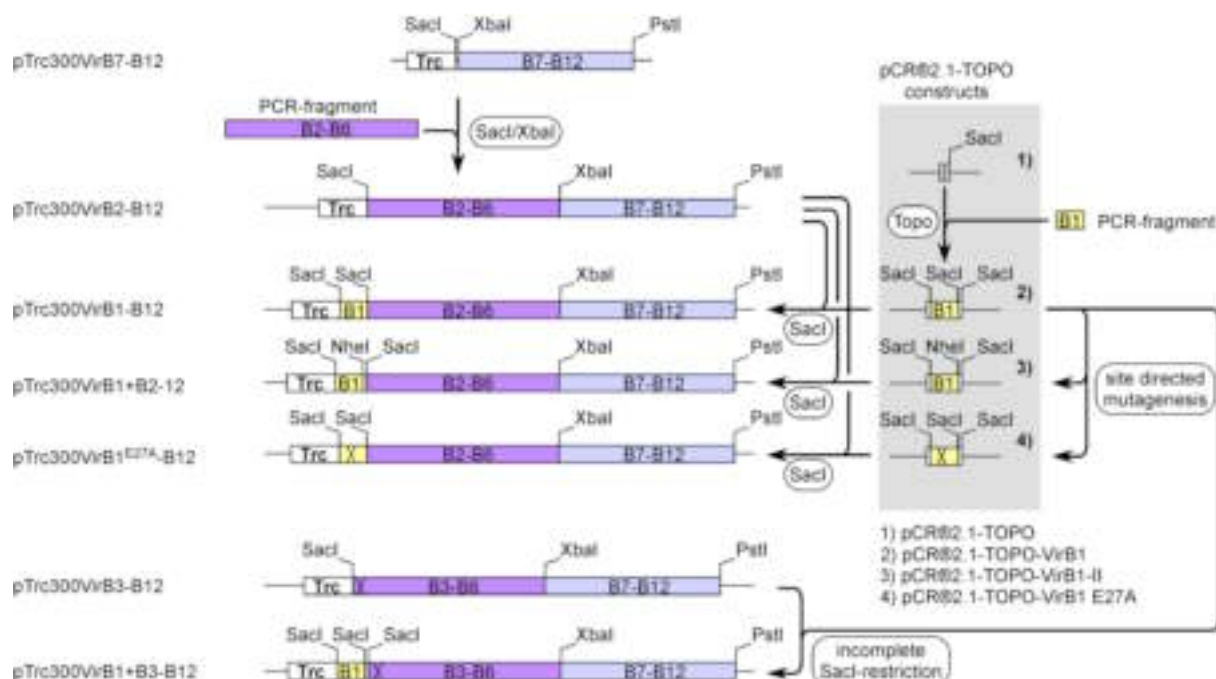 SacI XbaI PstI
pTrc300VirB7-B12
Trc B7-B12
pCR®2.1-TOPO
constructs
PCR-fragment
B2-B6
SacI/XbaI
SacI
1)
SacI XbaI PstI
pTrc300VirB2-B12
Trc B2-B6 B7-B12
Topo
B1 PCR-fragment
SacI SacI XbaI PstI
SacI SacI SacI
pTrc300VirB1-B12
Trc B1 B2-B6 B7-B12
SacI
B1
2)
SacI NheI SacI XbaI PstI
SacI NheI SacI
pTrc300VirB1+B2-12
Trc B1 B2-B6 B7-B12
SacI
B1
3)
site directed
mutagenesis
SacI SacI XbaI PstI
SacI SacI SacI
pTrc300VirB1E27A-B12
Trc X B2-B6 B7-B12
SacI
X
4)
1) pCR®2.1-TOPO
2) pCR®2.1-TOPO-VirB1
3) pCR®2.1-TOPO-VirB1-II
4) pCR®2.1-TOPO-VirB1 E27A
SacI XbaI PstI
pTrc300VirB3-B12
Trc X B3-B6 B7-B12
SacI SacI SacI XbaI PstI
pTrc300VirB1+B3-B12
Trc B1 X B3-B6 B7-B12
incomplete
SacI-restriction